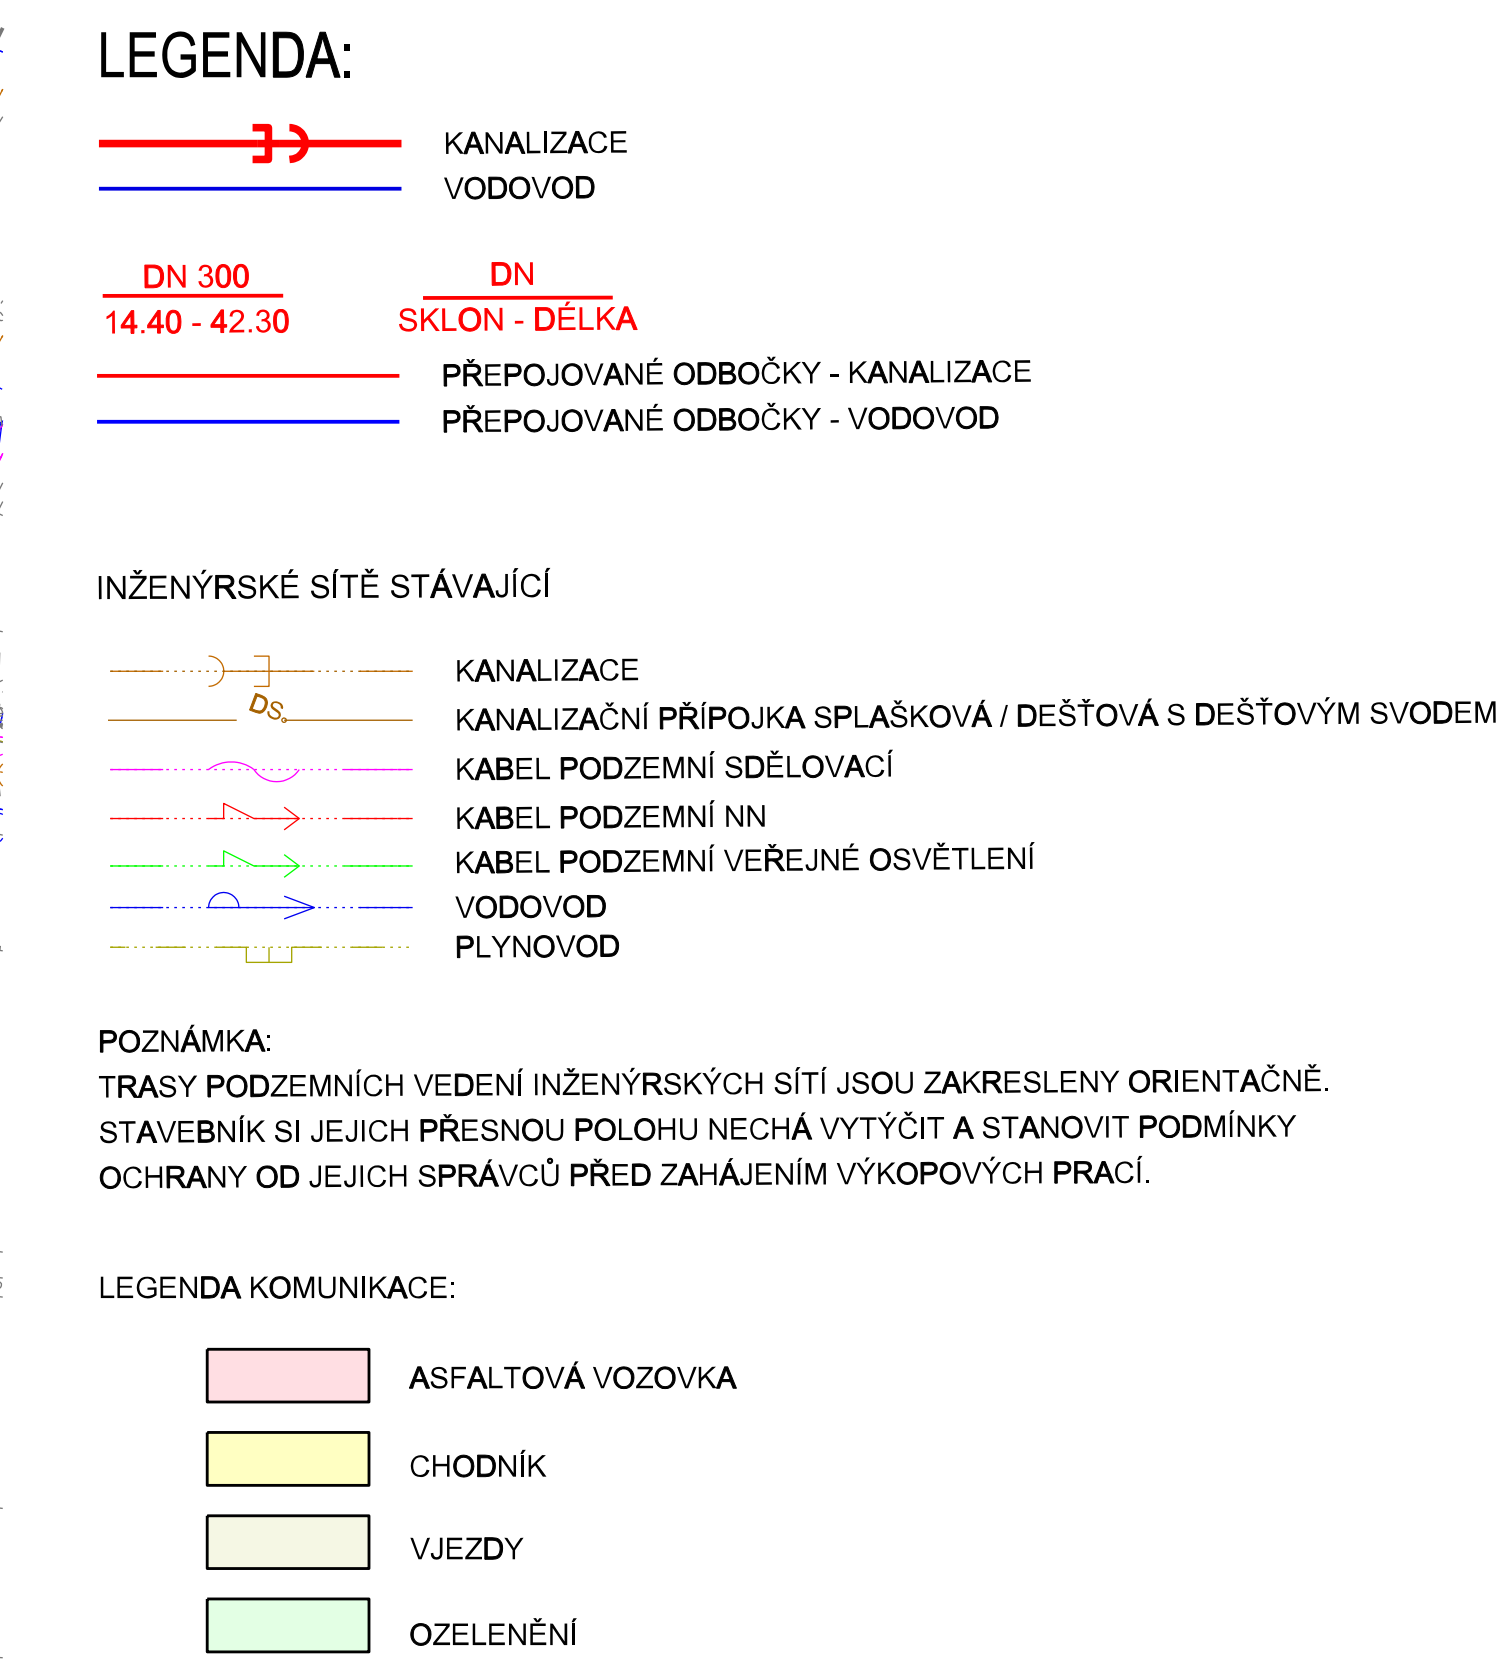 LEGENDA:
KANALIZACE
VODOVOD
DN 300
14.40 - 42.30
DN
SKLON - DÉLKA
PŘEPOJOVANÉ ODBOČKY - KANALIZACE
PŘEPOJOVANÉ ODBOČKY - VODOVOD
INŽENÝRSKÉ SÍTĚ STÁVAJÍCÍ
KANALIZACE
DS.
KANALIZAČNÍ PŘÍPOJKA SPLAŠKOVÁ / DEŠŤOVÁ S DEŠŤOVÝM SVODEM
KABEL PODZEMNÍ SDĚLOVACÍ
KABEL PODZEMNÍ NN
KABEL PODZEMNÍ VEŘEJNÉ OSVĚTLENÍ
VODOVOD
PLYNOVOD
POZNÁMKA:
TRASY PODZEMNÍCH VEDENÍ INŽENÝRSKÝCH SÍTÍ JSOU ZAKRESLENY ORIENTAČNĚ.
STAVEBNÍK SI JEJICH PŘESNOU POLOHU NECHÁ VYTÝČIT A STANOVIT PODMÍNKY
OCHRANY OD JEJICH SPRÁVCŮ PŘED ZAHÁJENÍM VÝKOPOVÝCH PRACÍ.
LEGENDA KOMUNIKACE:
ASFALTOVÁ VOZOVKA
CHODNÍK
VJEZDY
OZELENĚNÍ